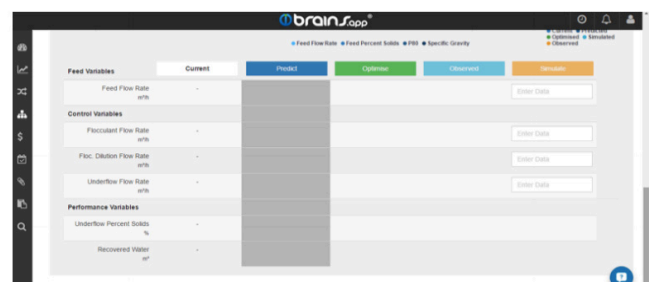 brains.app®
Current Predicted
Optimised Simulated
Feed Flow Rate Feed Percent Solids P80 Specific Gravity Observed
Feed Variables Current Predict Optimise Observed Simulate
Feed Flow Rate - Enter Data
m³/h
Control Variables
Flocculant Flow Rate - Enter Data
m³/h
Floc. Dilution Flow Rate - Enter Data
m³/h
Underflow Flow Rate - Enter Data
m³/h
Performance Variables
Underflow Percent Solids -
%
Recovered Water -
m³